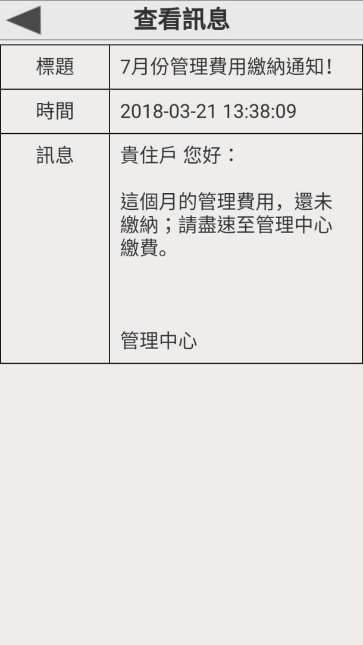 查看訊息
標題 7月份管理費用繳納通知!
時間 2018-03-21 13:38:09
訊息 貴住戶 您好：
這個月的管理費用，還未
繳納；請盡速至管理中心
繳費。
管理中心